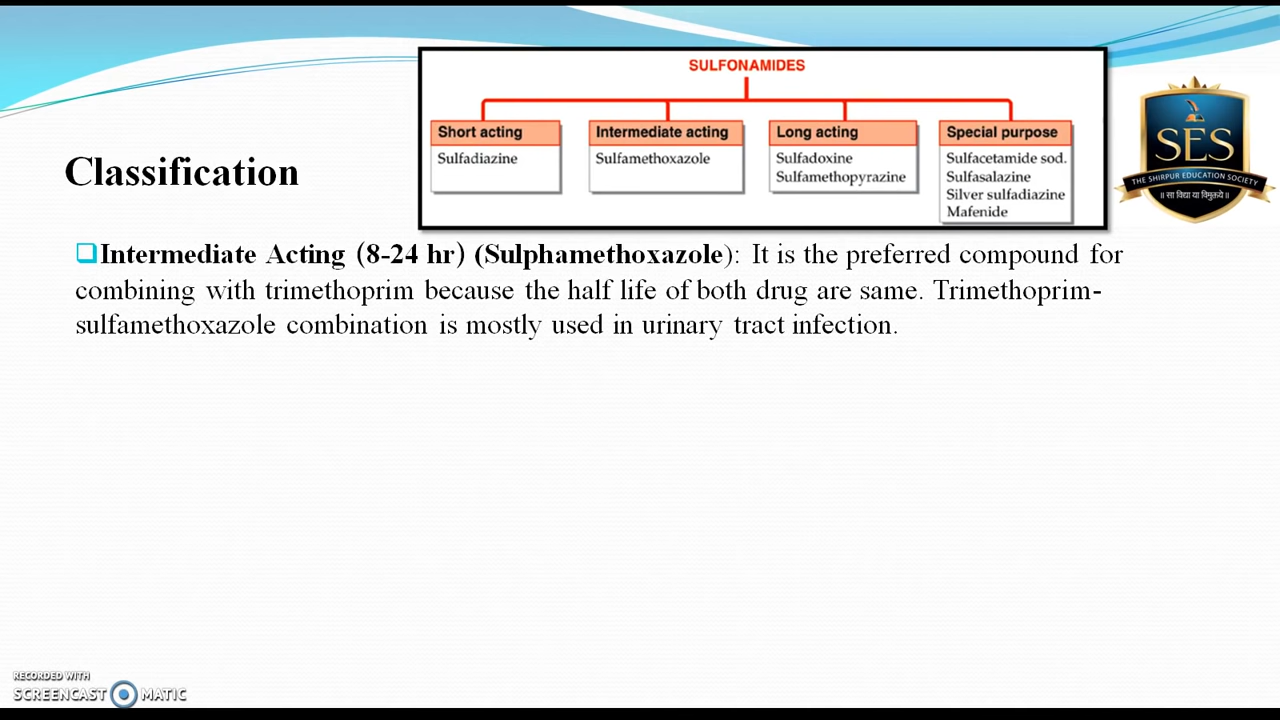 SULFONAMIDES
Short acting
Sulfadiazine
Intermediate acting
Sulfamethoxazole
Long acting
Sulfadoxine
Sulfamethopyrazine
Special purpose
Sulfacetamide sod.
Sulfasalazine
Silver sulfadiazine
Mafenide
SES
THE SHIRPUR EDUCATION SOCIETY
॥ सा विद्या या विमुक्तये ॥
Classification
Intermediate Acting (8-24 hr) (Sulphamethoxazole): It is the preferred compound for
combining with trimethoprim because the half life of both drug are same. Trimethoprim-
sulfamethoxazole combination is mostly used in urinary tract infection.
RECORDED WITH
SCREENCAST MATIC